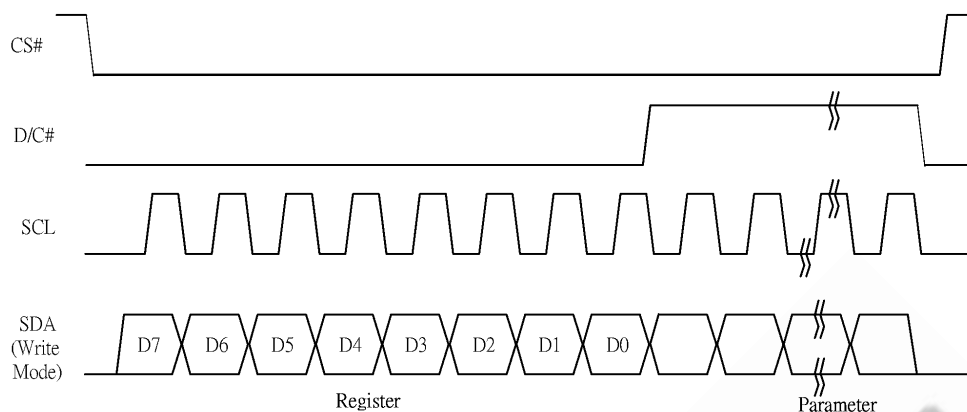 CS#
D/C#
SCL
SDA
(Write
Mode)
D7 D6 D5 D4 D3 D2 D1 D0
Register Parameter